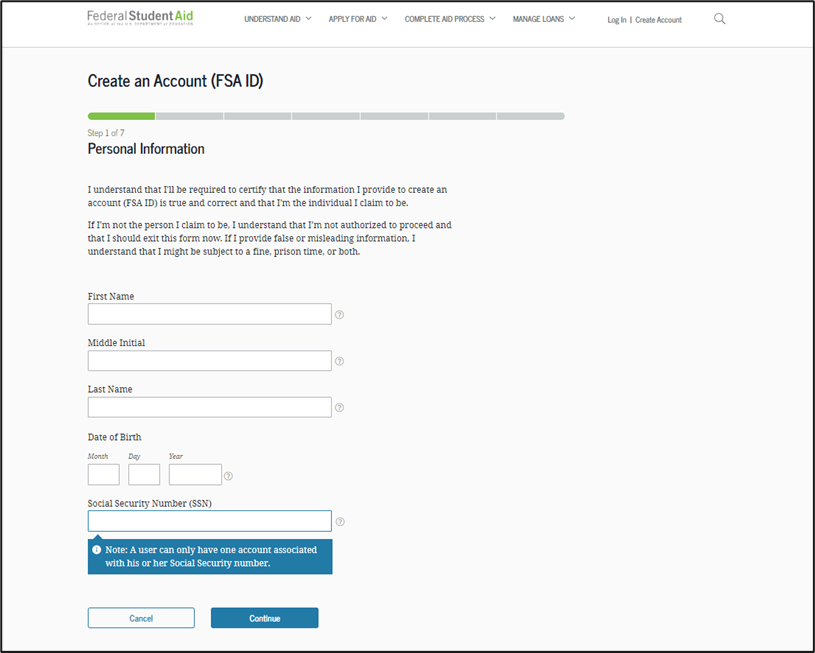 Federal Student Aid
AN OFFICE of the U.S. DEPARTMENT of EDUCATION
UNDERSTAND AID APPLY FOR AID COMPLETE AID PROCESS MANAGE LOANS Log In | Create Account
Create an Account (FSA ID)
Step 1 of 7
Personal Information
I understand that I'll be required to certify that the information I provide to create an
account (FSA ID) is true and correct and that I'm the individual I claim to be.
If I'm not the person I claim to be, I understand that I'm not authorized to proceed and
that I should exit this form now. If I provide false or misleading information, I
understand that I might be subject to a fine, prison time, or both.
First Name
?
Middle Initial
?
Last Name
?
Date of Birth
Month Day Year
?
Social Security Number (SSN)
?
Note: A user can only have one account associated
with his or her Social Security number.
Cancel Continue